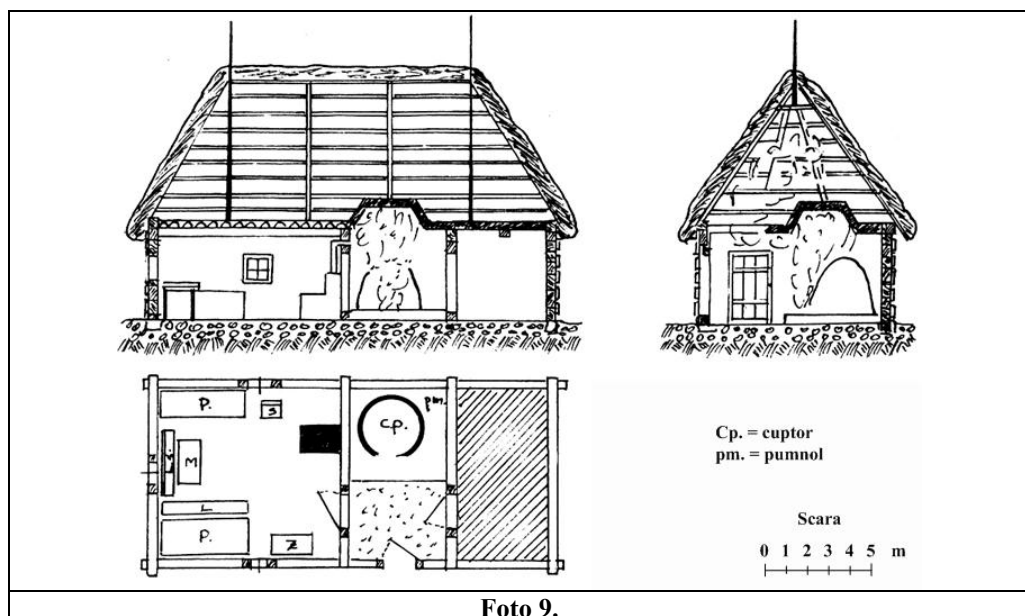 P.
S
pm.
Cp.
M
L
P.
Z
Cp. = cuptor
pm. = pumnol
Scara
0 1 2 3 4 5 m
Foto 9.